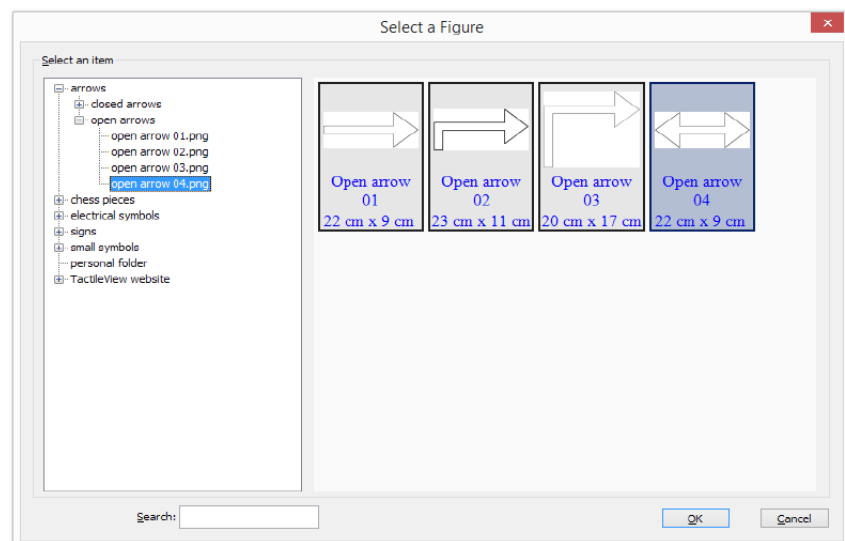 Select a Figure
×
Select an item
arrows
closed arrows
open arrows
open arrow 01.png
open arrow 02.png
open arrow 03.png
open arrow 04.png
chess pieces
electrical symbols
signs
small symbols
personal folder
TactileView website
Open arrow
01
22 cm x 9 cm
Open arrow
02
23 cm x 11 cm
Open arrow
03
20 cm x 17 cm
Open arrow
04
22 cm x 9 cm
Search:
OK
Cancel